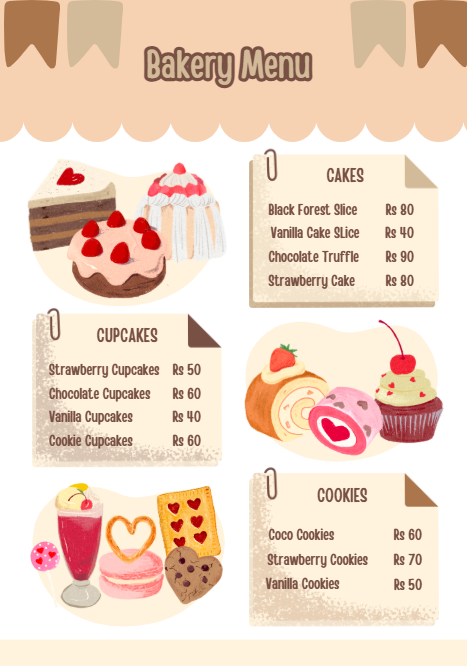 Bakery Menu
CAKES
Black Forest Slice Rs 80
Vanilla Cake SLice Rs 40
Chocolate Truffle Rs 90
Strawberry Cake Rs 80
CUPCAKES
Strawberry Cupcakes Rs 50
Chocolate Cupcakes Rs 60
Vanilla Cupcakes Rs 40
Cookie Cupcakes Rs 60
COOKIES
Coco Cookies Rs 60
Strawberry Cookies Rs 70
Vanilla Cookies Rs 50